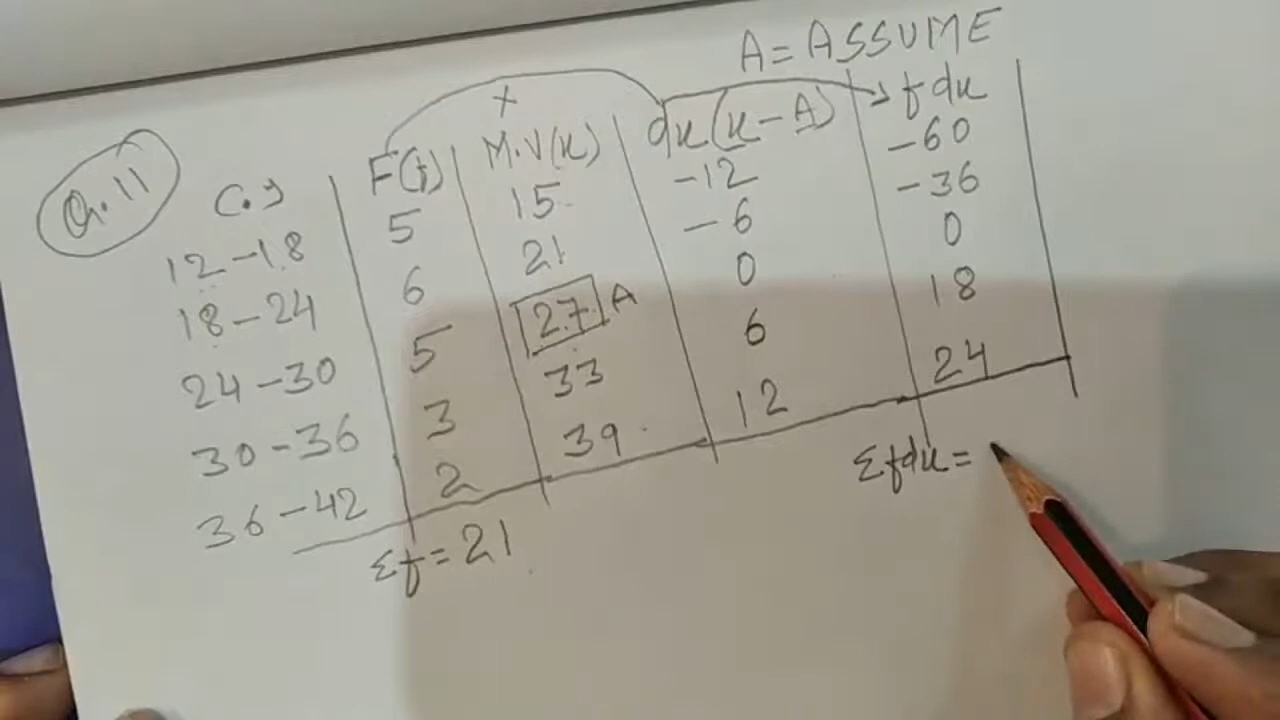 A = ASSUME
Q.11
C.I F(f) M.V(x) dx(x-A) fdx
+
12-18 5 15 -12 -60
18-24 6 21 -6 -36
24-30 5 27 A 0 0
30-36 3 33 6 18
36-42 2 39 12 24
Σf = 21 Σfdx =